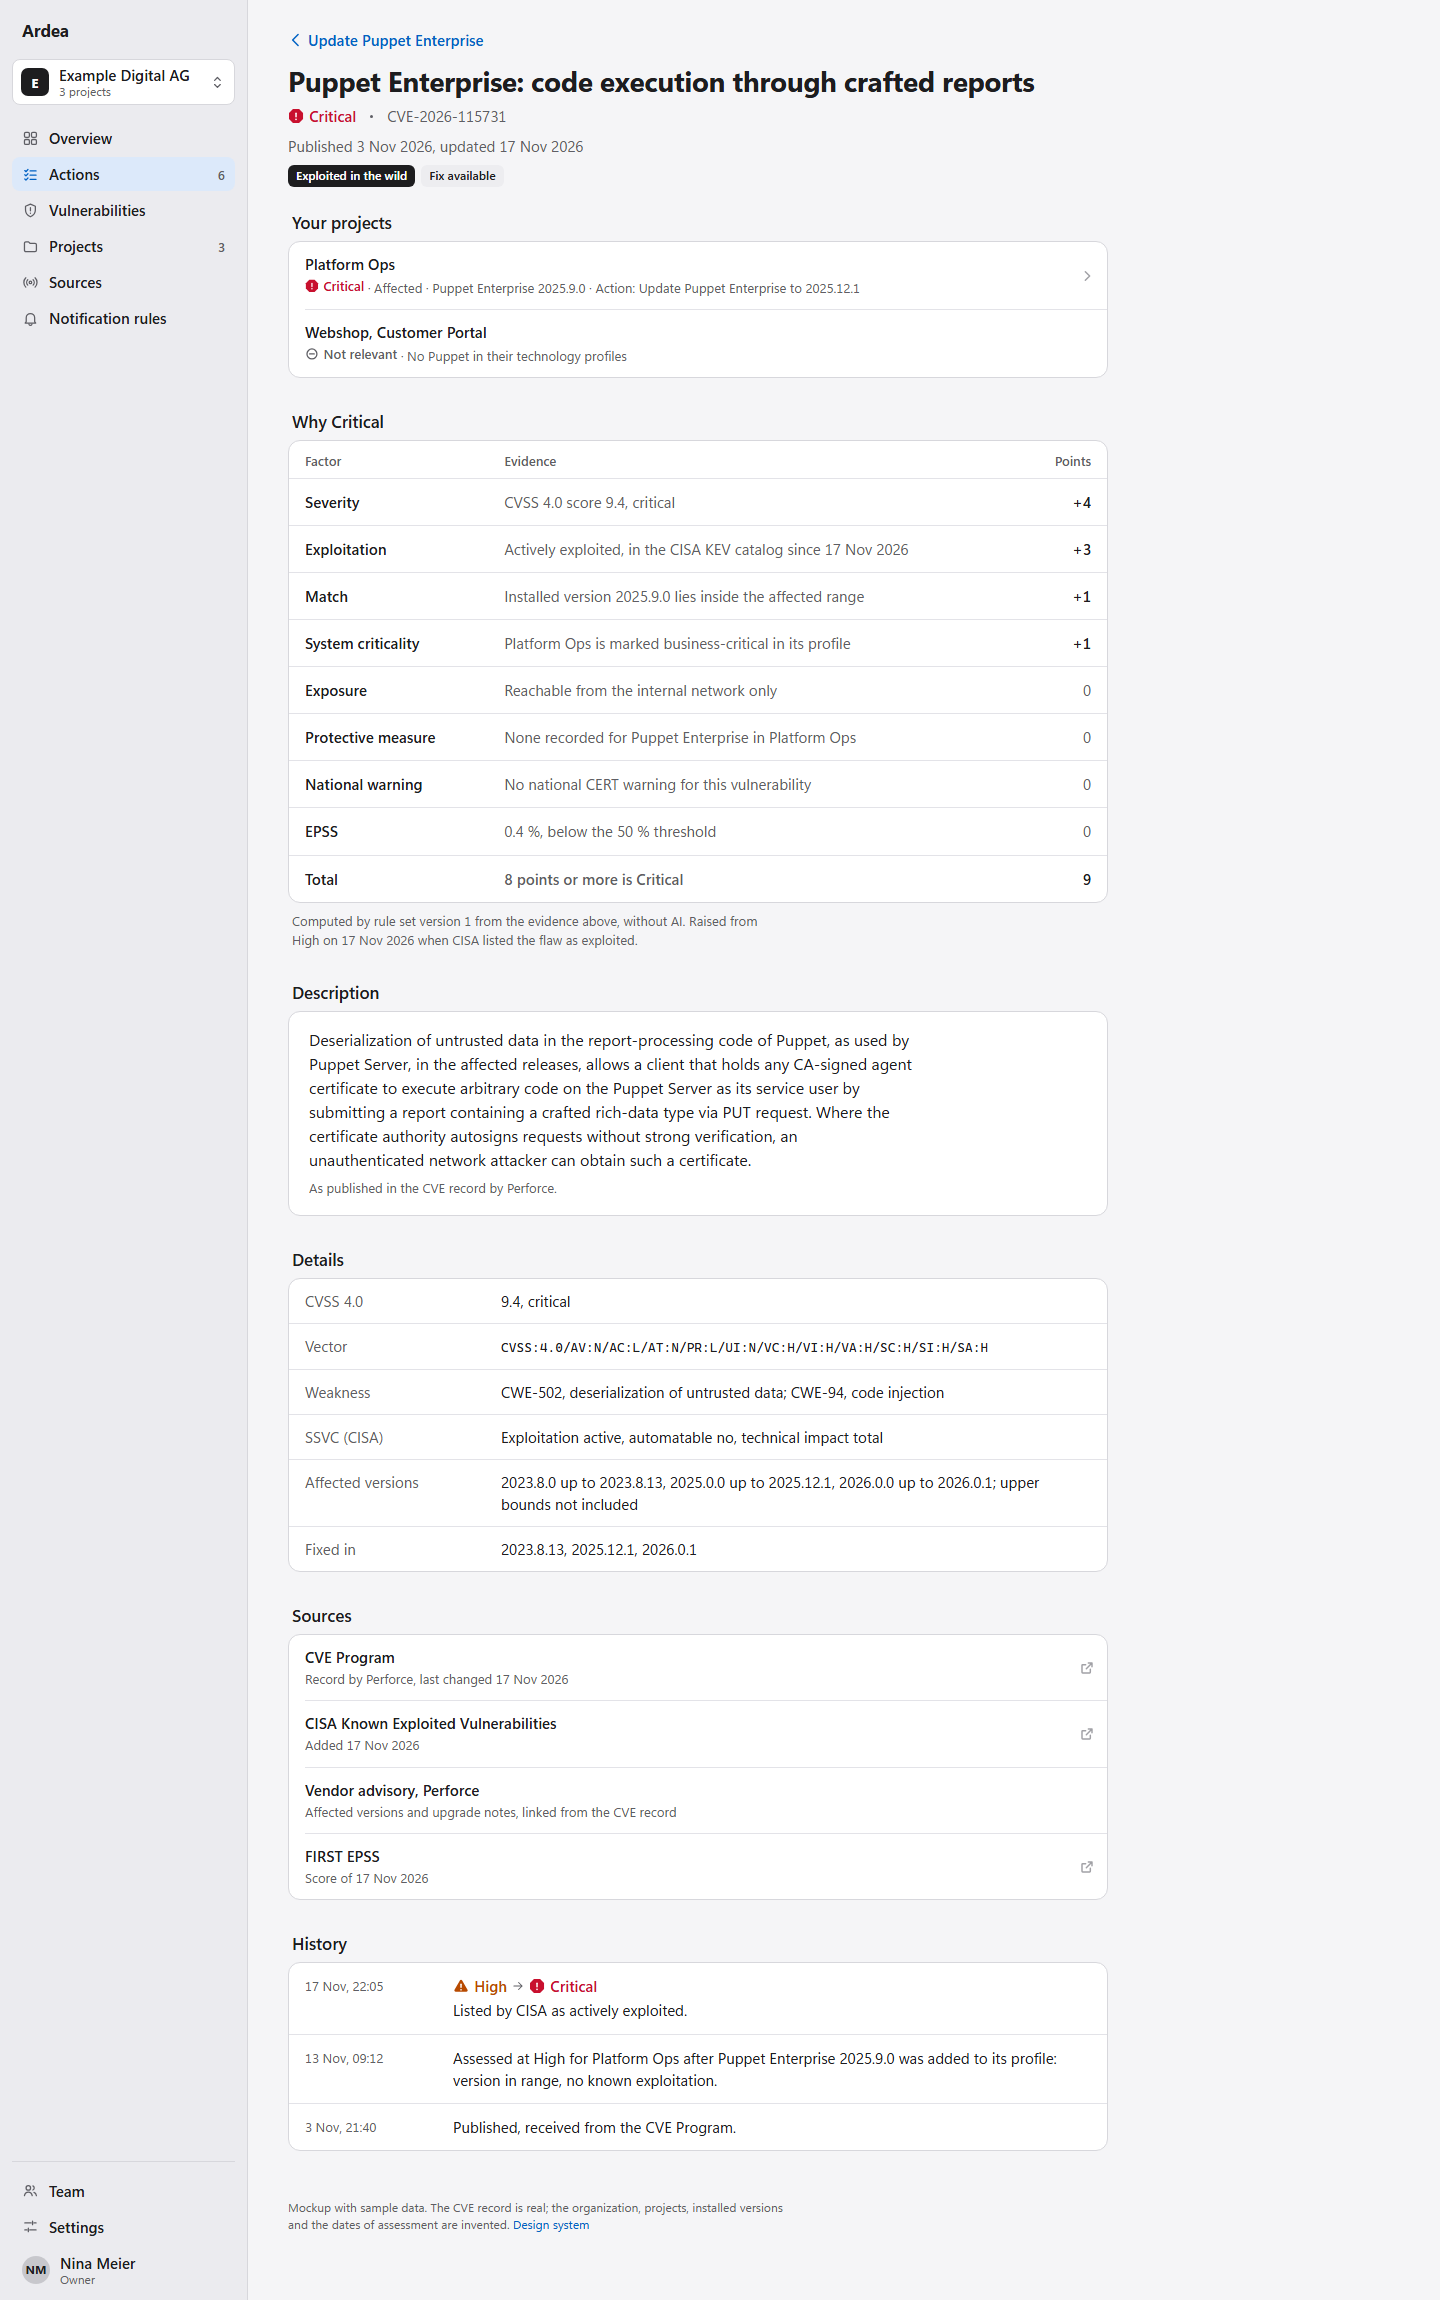 Ardea
E
Example Digital AG
3 projects
Overview
Actions 6
Vulnerabilities
Projects 3
Sources
Notification rules
Team
Settings
NM
Nina Meier
Owner
Update Puppet Enterprise
Puppet Enterprise: code execution through crafted reports
Critical • CVE-2026-115731
Published 3 Nov 2026, updated 17 Nov 2026
Exploited in the wild Fix available
Your projects
Platform Ops
Critical · Affected · Puppet Enterprise 2025.9.0 · Action: Update Puppet Enterprise to 2025.12.1
Webshop, Customer Portal
Not relevant · No Puppet in their technology profiles
Why Critical
Factor Evidence Points
Severity CVSS 4.0 score 9.4, critical +4
Exploitation Actively exploited, in the CISA KEV catalog since 17 Nov 2026 +3
Match Installed version 2025.9.0 lies inside the affected range +1
System criticality Platform Ops is marked business-critical in its profile +1
Exposure Reachable from the internal network only 0
Protective measure None recorded for Puppet Enterprise in Platform Ops 0
National warning No national CERT warning for this vulnerability 0
EPSS 0.4 %, below the 50 % threshold 0
Total 8 points or more is Critical 9
Computed by rule set version 1 from the evidence above, without AI. Raised from
High on 17 Nov 2026 when CISA listed the flaw as exploited.
Description
Deserialization of untrusted data in the report-processing code of Puppet, as used by
Puppet Server, in the affected releases, allows a client that holds any CA-signed agent
certificate to execute arbitrary code on the Puppet Server as its service user by
submitting a report containing a crafted rich-data type via PUT request. Where the
certificate authority autosigns requests without strong verification, an
unauthenticated network attacker can obtain such a certificate.
As published in the CVE record by Perforce.
Details
CVSS 4.0 9.4, critical
Vector CVSS:4.0/AV:N/AC:L/AT:N/PR:L/UI:N/VC:H/VI:H/VA:H/SC:H/SI:H/SA:H
Weakness CWE-502, deserialization of untrusted data; CWE-94, code injection
SSVC (CISA) Exploitation active, automatable no, technical impact total
Affected versions 2023.8.0 up to 2023.8.13, 2025.0.0 up to 2025.12.1, 2026.0.0 up to 2026.0.1; upper
bounds not included
Fixed in 2023.8.13, 2025.12.1, 2026.0.1
Sources
CVE Program
Record by Perforce, last changed 17 Nov 2026
CISA Known Exploited Vulnerabilities
Added 17 Nov 2026
Vendor advisory, Perforce
Affected versions and upgrade notes, linked from the CVE record
FIRST EPSS
Score of 17 Nov 2026
History
17 Nov, 22:05 High → Critical
Listed by CISA as actively exploited.
13 Nov, 09:12 Assessed at High for Platform Ops after Puppet Enterprise 2025.9.0 was added to its profile:
version in range, no known exploitation.
3 Nov, 21:40 Published, received from the CVE Program.
Mockup with sample data. The CVE record is real; the organization, projects, installed versions
and the dates of assessment are invented. Design system